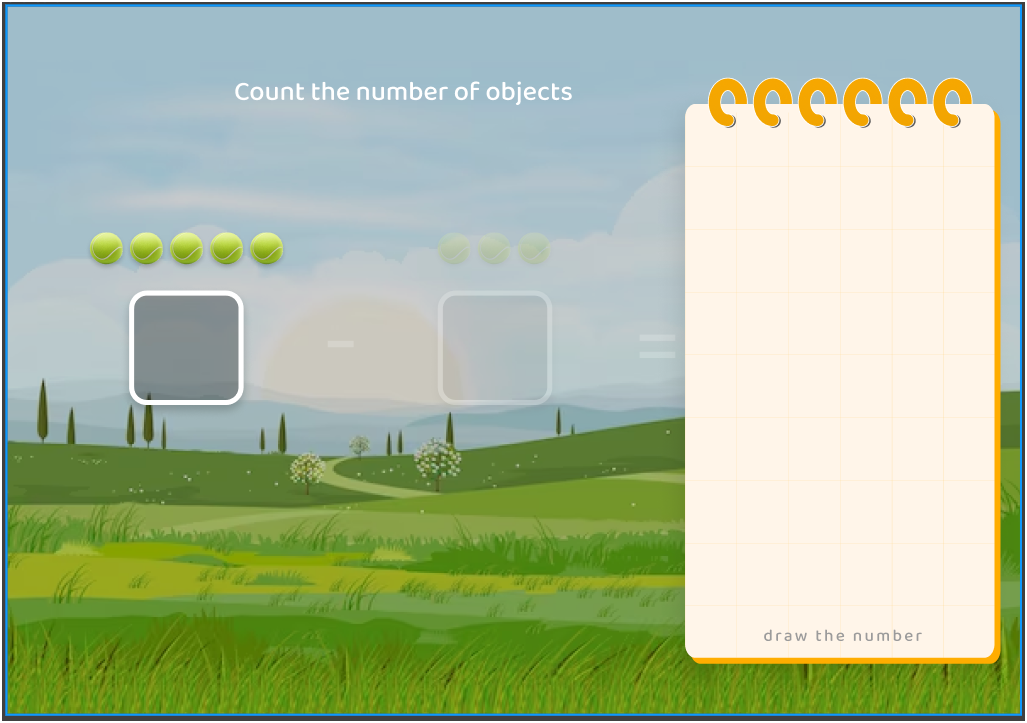 Count the number of objects
- =
draw the number